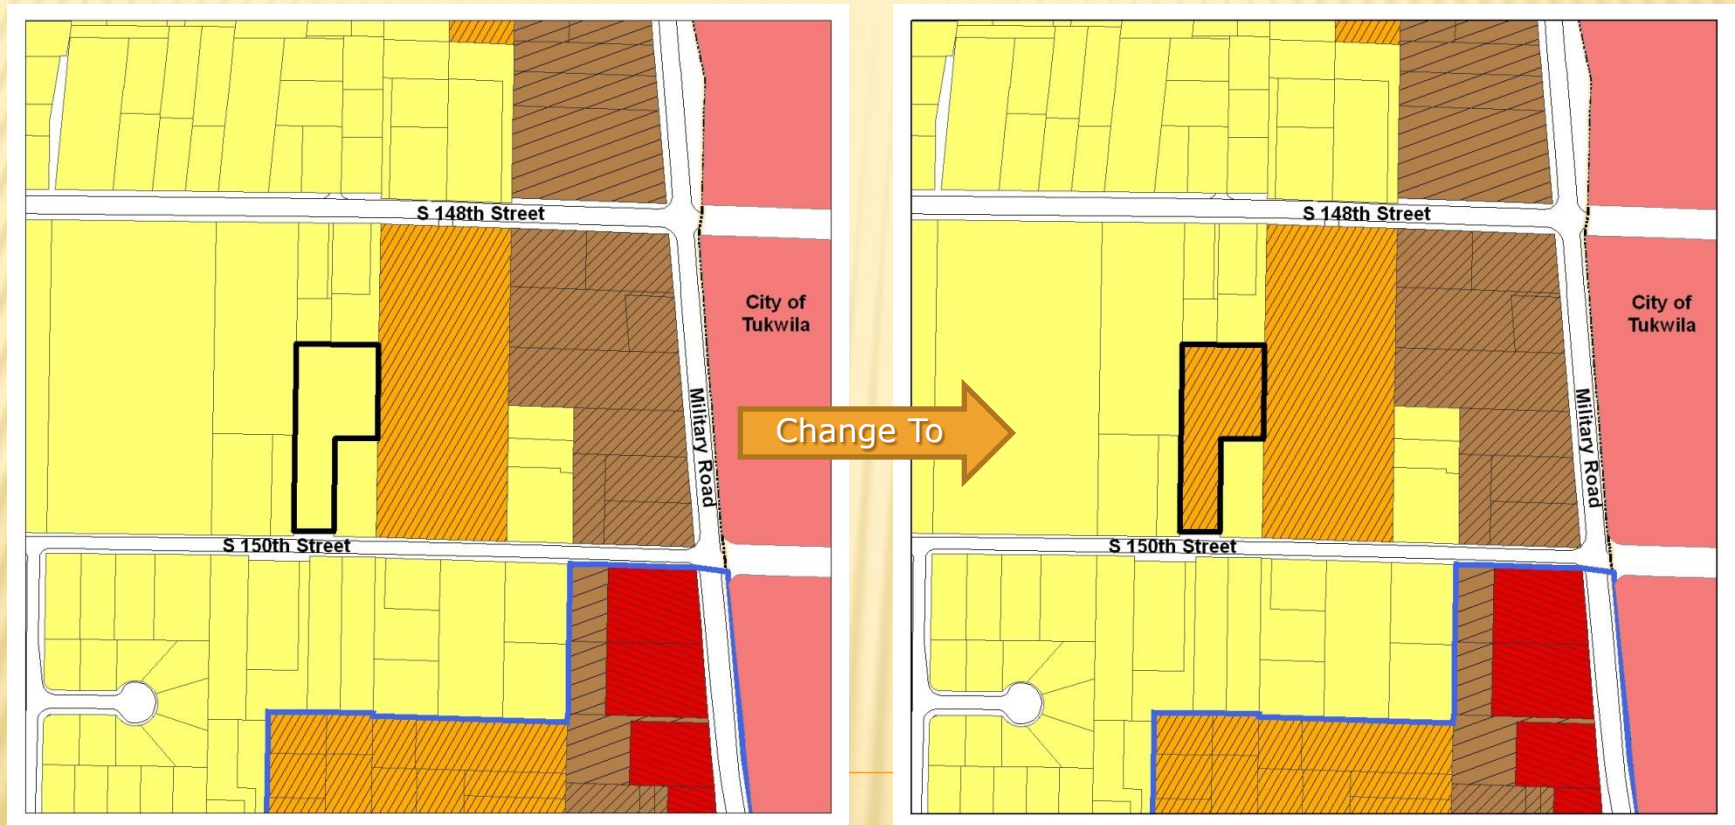 S 148th Street
City of
Tukwila
Military Road
S 150th Street
Change To
S 148th Street
City of
Tukwila
Military Road
S 150th Street